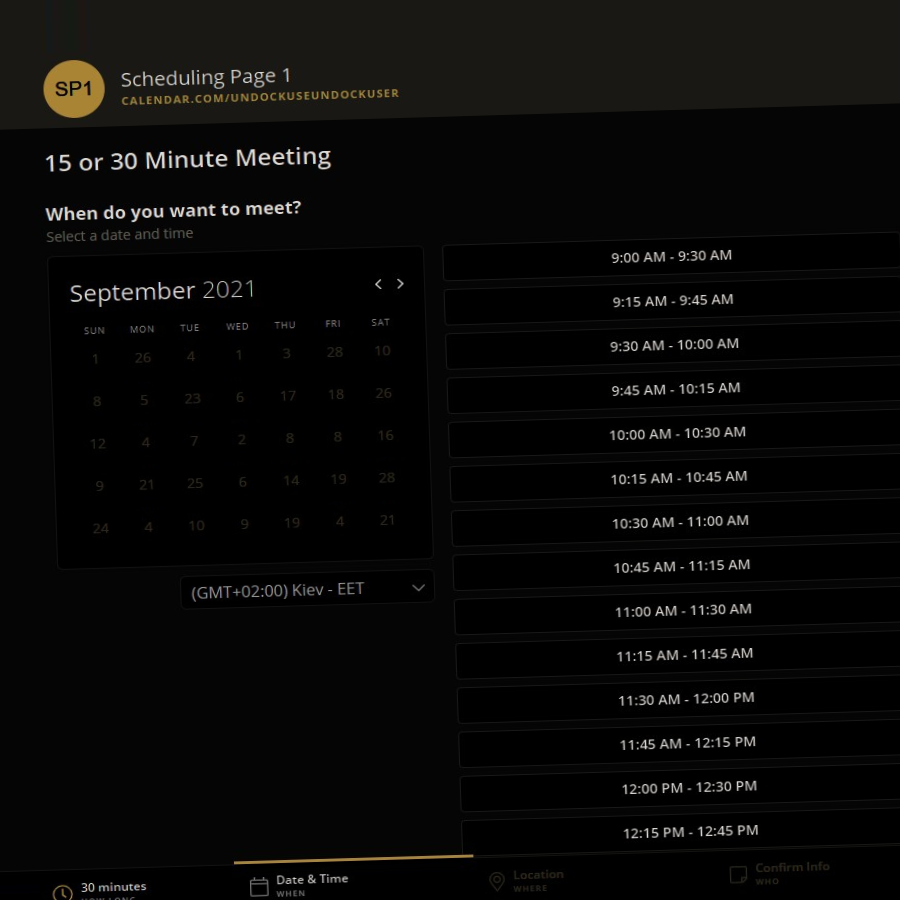 SP1
Scheduling Page 1
CALENDAR.COM/UNDOCKUSEUNDOCKUSER
15 or 30 Minute Meeting
When do you want to meet?
Select a date and time
September 2021
SUN MON TUE WED THU FRI SAT
1 26 4 1 3 28 10
8 5 23 6 17 18 26
12 4 7 2 8 8 16
9 21 25 6 14 19 28
24 4 10 9 19 4 21
(GMT+02:00) Kiev - EET
9:00 AM - 9:30 AM
9:15 AM - 9:45 AM
9:30 AM - 10:00 AM
9:45 AM - 10:15 AM
10:00 AM - 10:30 AM
10:15 AM - 10:45 AM
10:30 AM - 11:00 AM
10:45 AM - 11:15 AM
11:00 AM - 11:30 AM
11:15 AM - 11:45 AM
11:30 AM - 12:00 PM
11:45 AM - 12:15 PM
12:00 PM - 12:30 PM
12:15 PM - 12:45 PM
30 minutes
HOW LONG
Date & Time
WHEN
Location
WHERE
Confirm Info
WHO